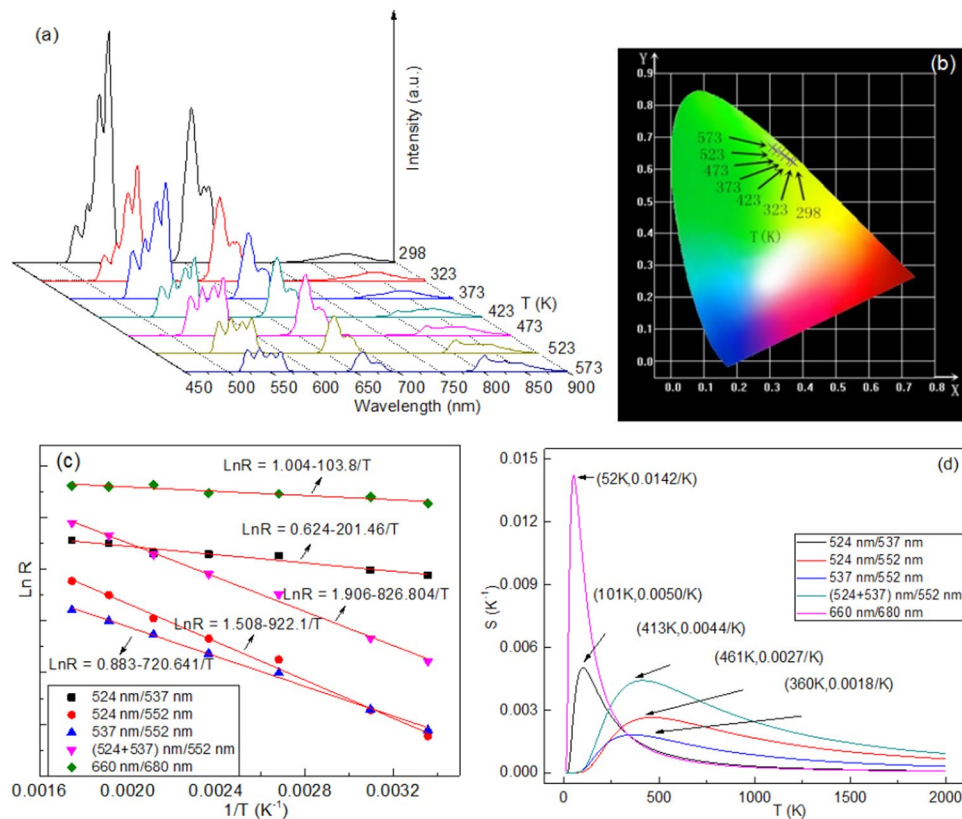 (a)
Intensity (a.u.)
298
323
373
T (K)
423
473
523
573
450 500 550 600 650 700 750 800 850 900
Wavelength (nm)
(b)
Y
0.9
0.8
0.7
0.6
0.5
0.4
0.3
0.2
0.1
0.0
573
523
473
373
423
323 298
T(K)
0.0 0.1 0.2 0.3 0.4 0.5 0.6 0.7 0.8
X
(c)
LnR = 1.004-103.8/T
LnR = 0.624-201.46/T
LnR = 1.906-826.804/T
LnR = 1.508-922.1/T
LnR = 0.883-720.641/T
Ln R
524 nm/537 nm
524 nm/552 nm
537 nm/552 nm
(524+537) nm/552 nm
660 nm/680 nm
0.0016 0.0020 0.0024 0.0028 0.0032
1/T (K-1)
(d)
0.015
0.012
0.009
0.006
0.003
0.000
S (K-1)
(52K,0.0142/K)
524 nm/537 nm
524 nm/552 nm
537 nm/552 nm
(524+537) nm/552 nm
660 nm/680 nm
(101K,0.0050/K)
(413K,0.0044/K)
(461K,0.0027/K)
(360K,0.0018/K)
0 500 1000 1500 2000
T (K)